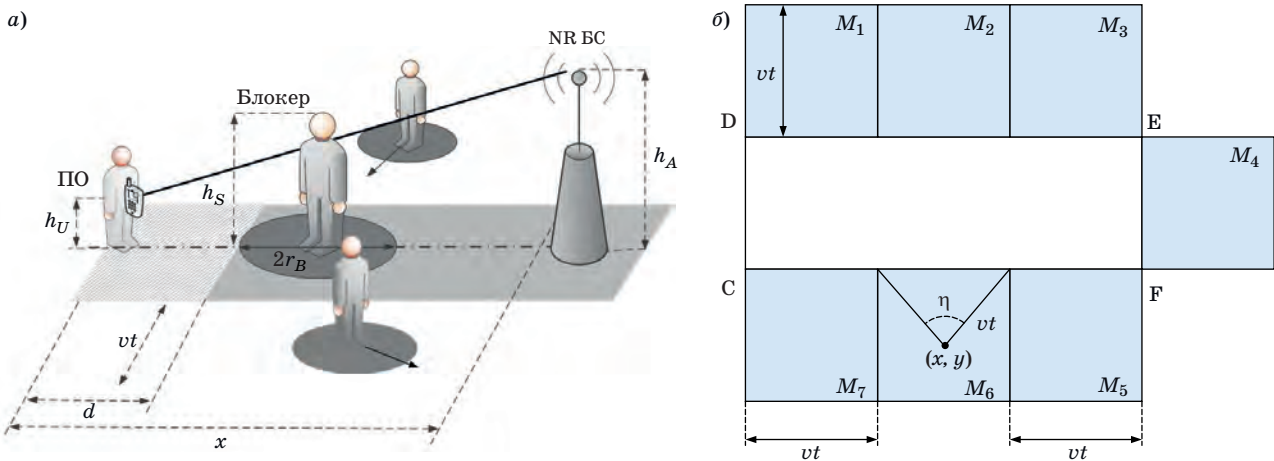 а)
NR БС
Блокер
ПО
h_A
h_S
h_U
2r_B
vt
d
x
б)
M_1
M_2
M_3
vt
D
E
M_4
C
F
η
vt
(x, y)
M_7
M_6
M_5
vt
vt